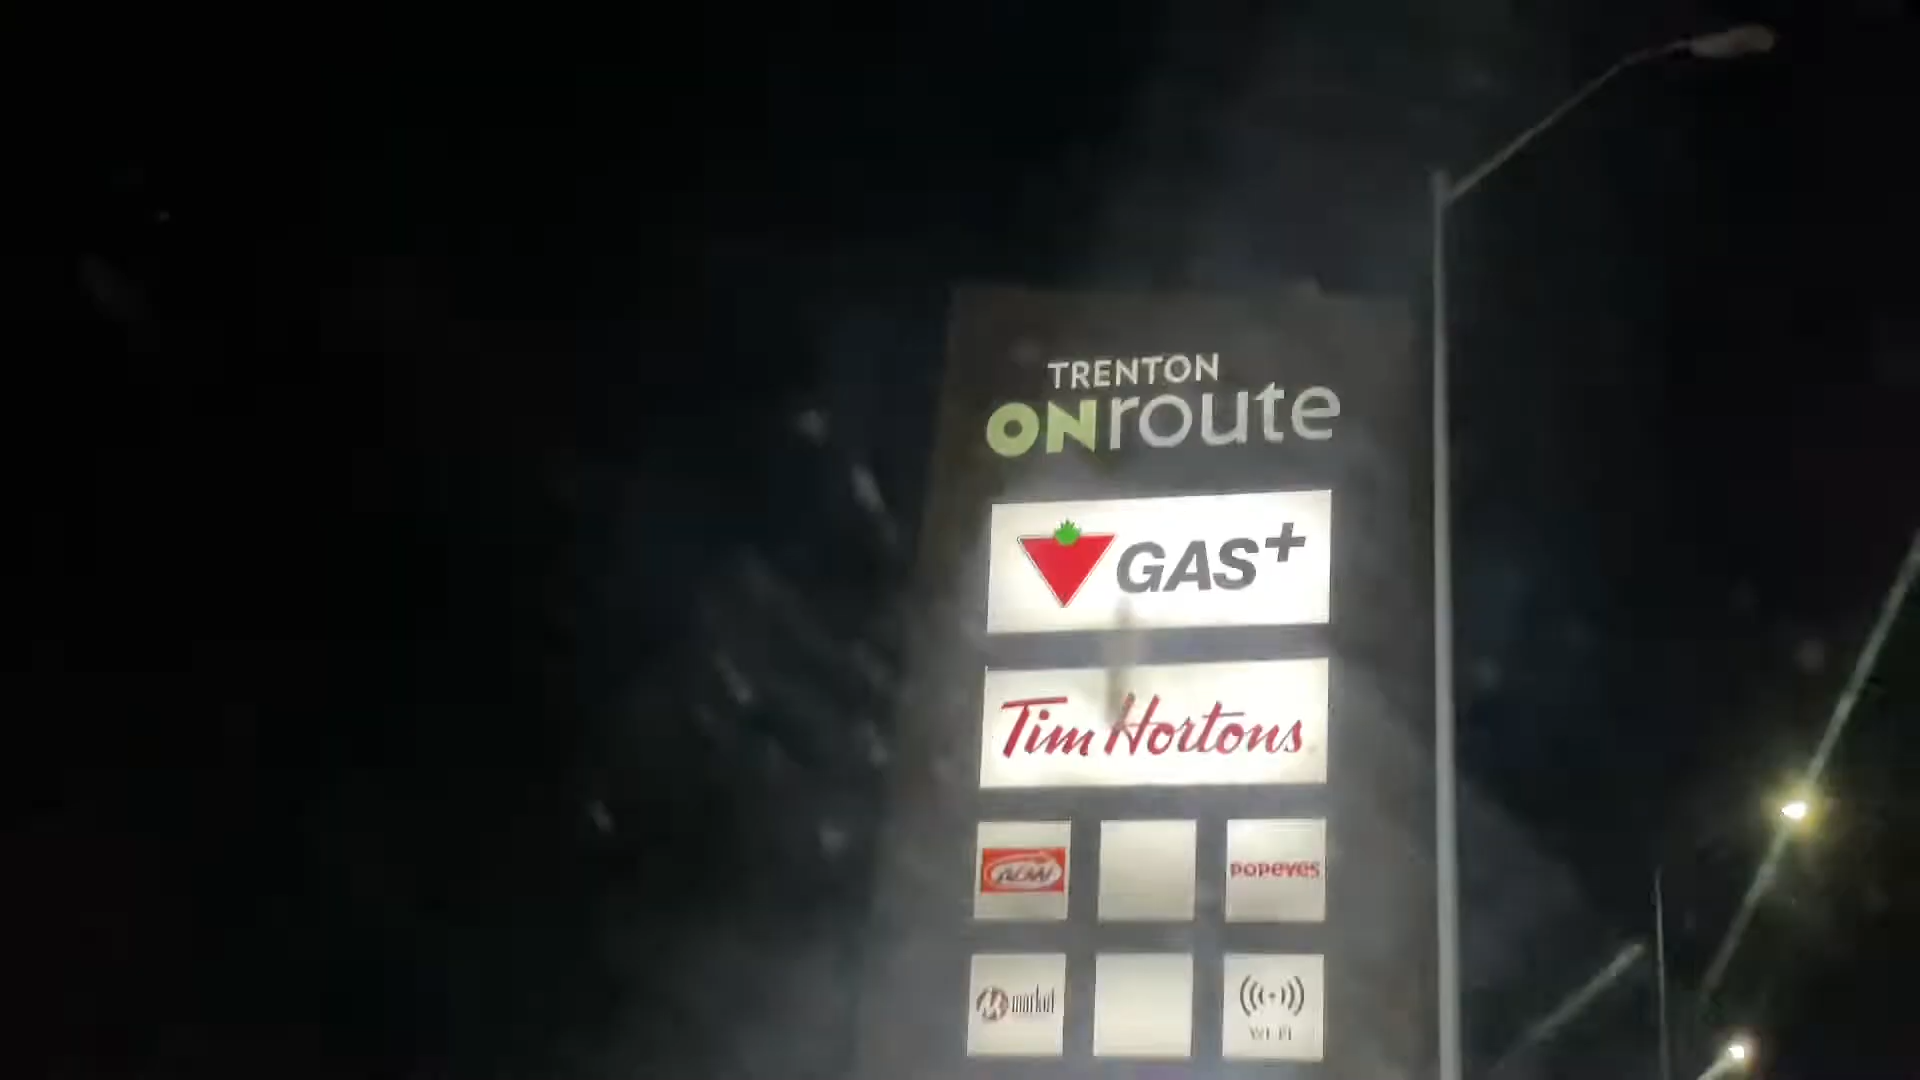 TRENTON
ONroute
GAS+
Tim Hortons
A&W
POPEYES
market
WI-FI